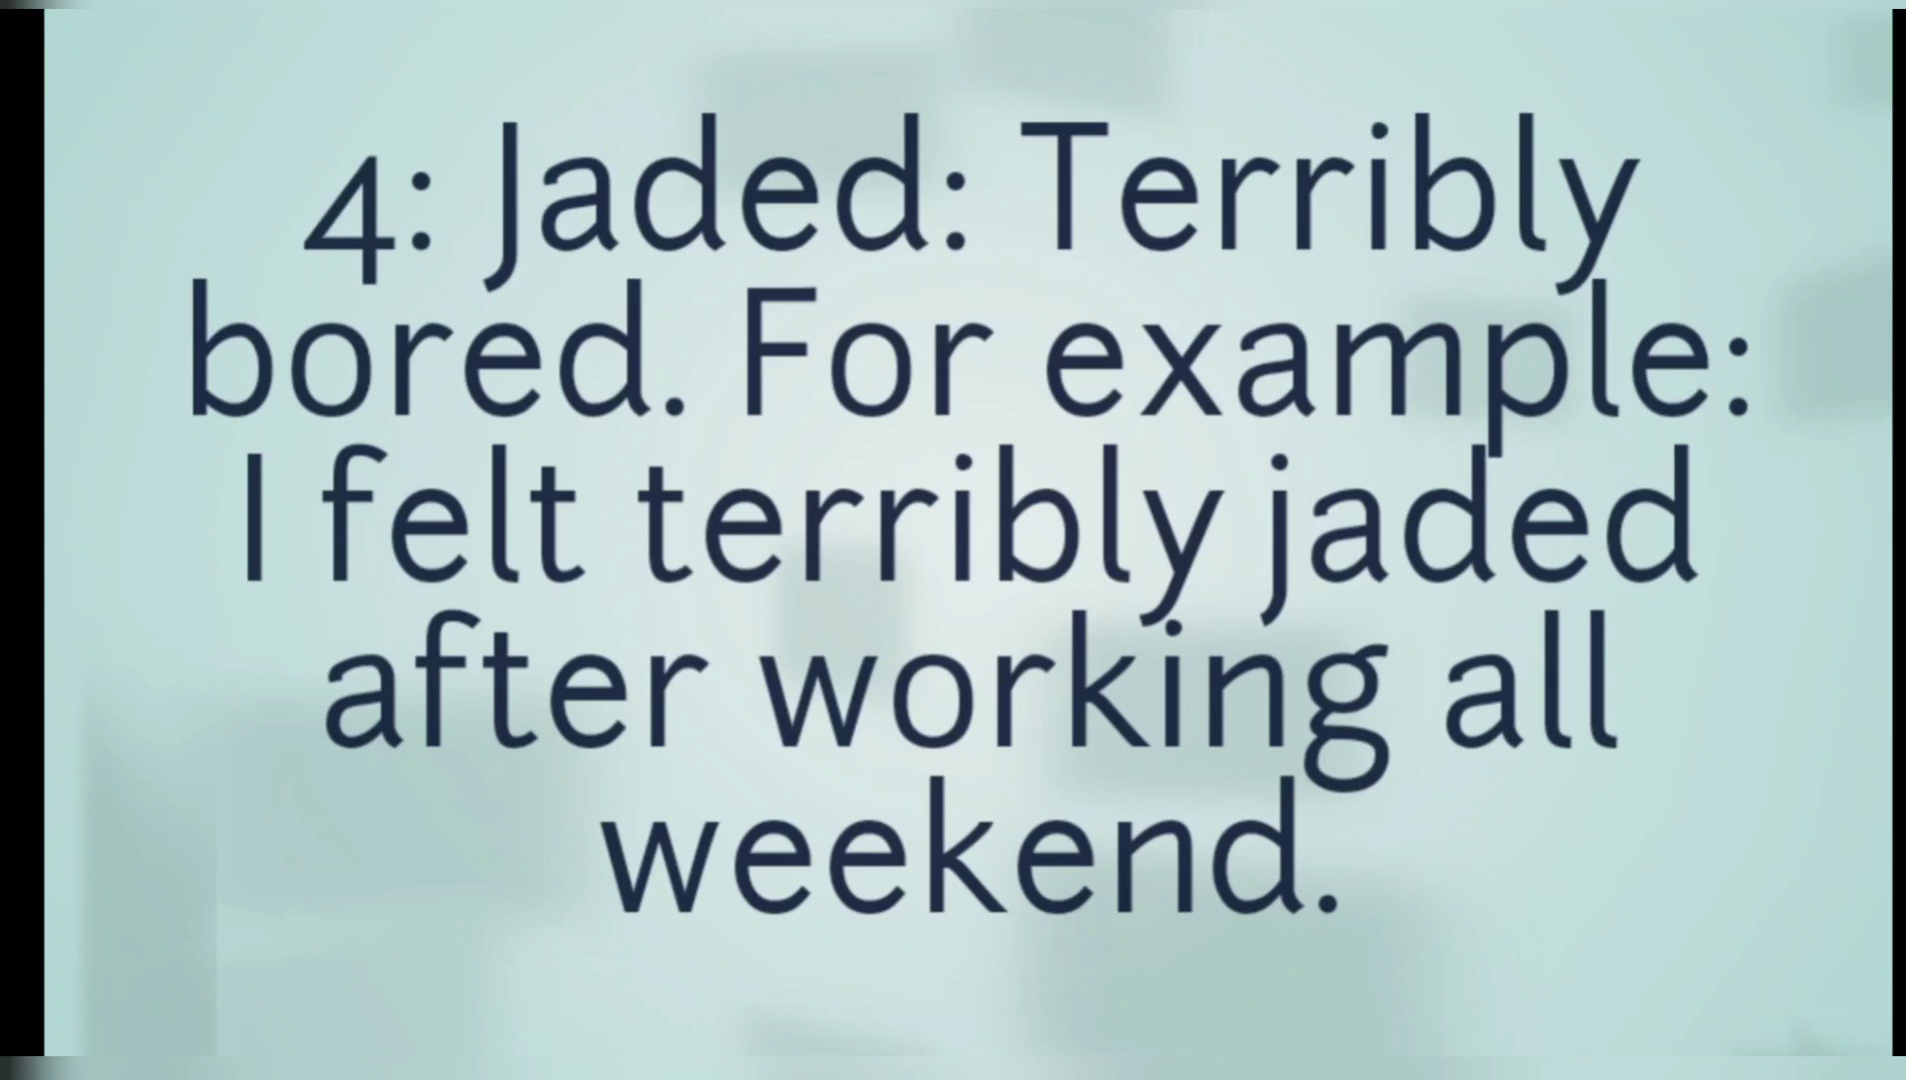 4: Jaded: Terribly
bored. For example:
I felt terribly jaded
after working all
weekend.